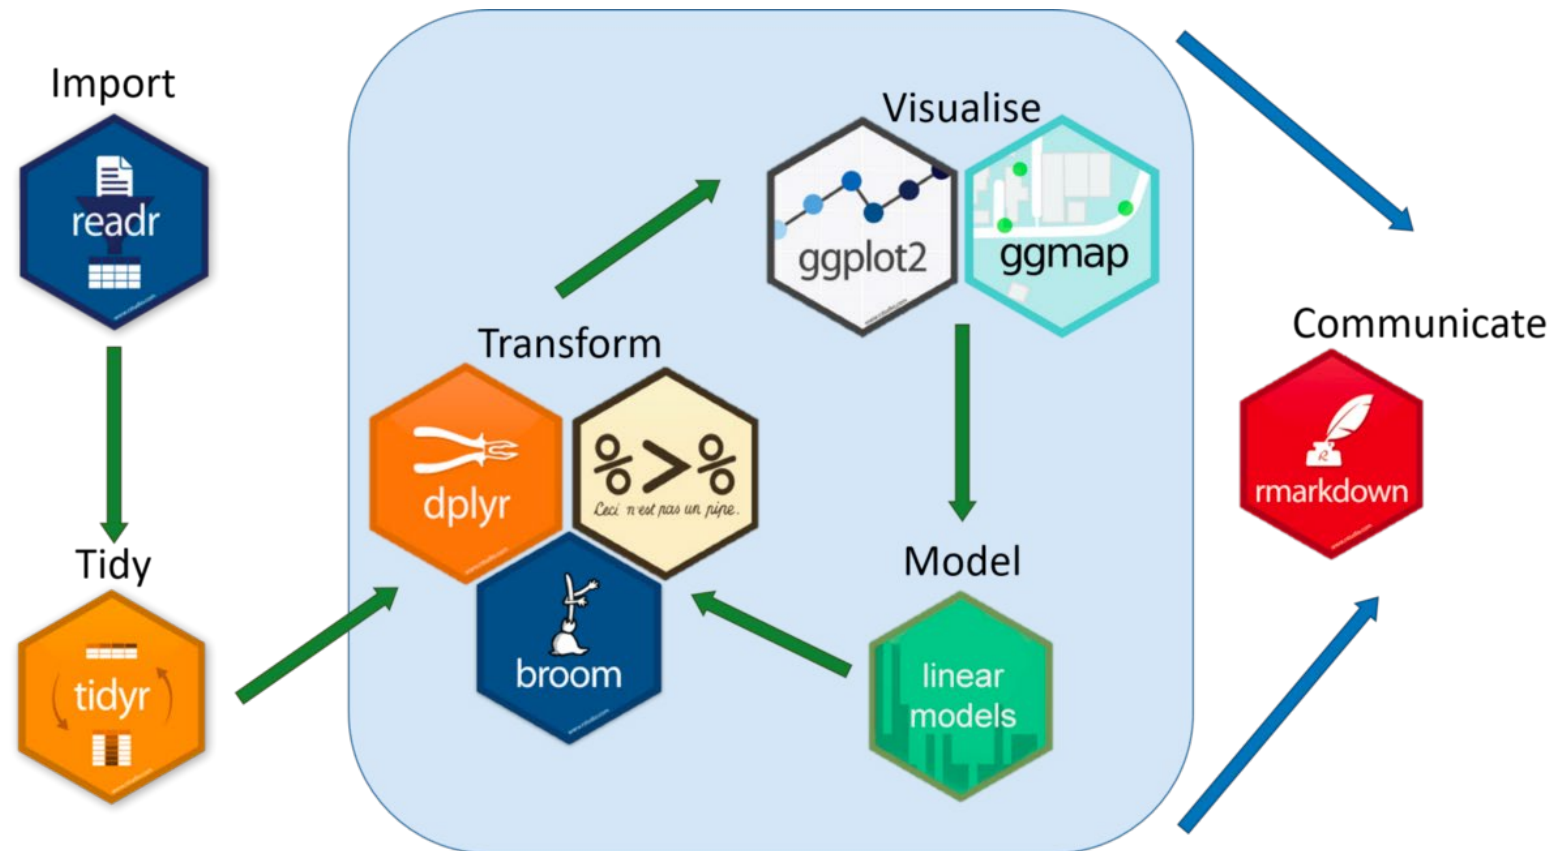 Import
readr
Tidy
tidyr
Transform
dplyr
%>%
Ceci n'est pas un pipe.
broom
Visualise
ggplot2
ggmap
Model
linear
models
Communicate
rmarkdown